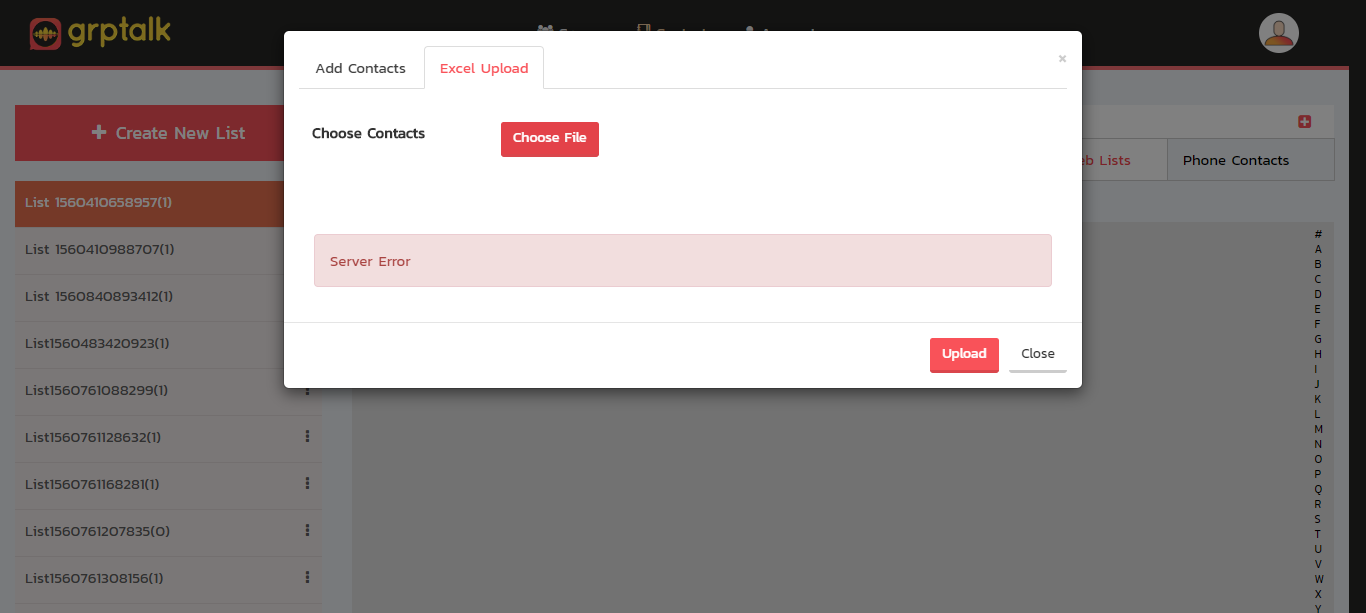 grptalk
Add Contacts
Excel Upload
×
Create New List
Choose Contacts
Choose File
Lists
Phone Contacts
List 1560410658957(1)
List 1560410988707(1)
Server Error
List 1560840893412(1)
List1560483420923(1)
Upload
Close
List1560761088299(1)
List1560761128632(1)
List1560761168281(1)
List1560761207835(0)
List1560761308156(1)
#
A
B
C
D
E
F
G
H
I
J
K
L
M
N
O
P
Q
R
S
T
U
V
W
X
Y